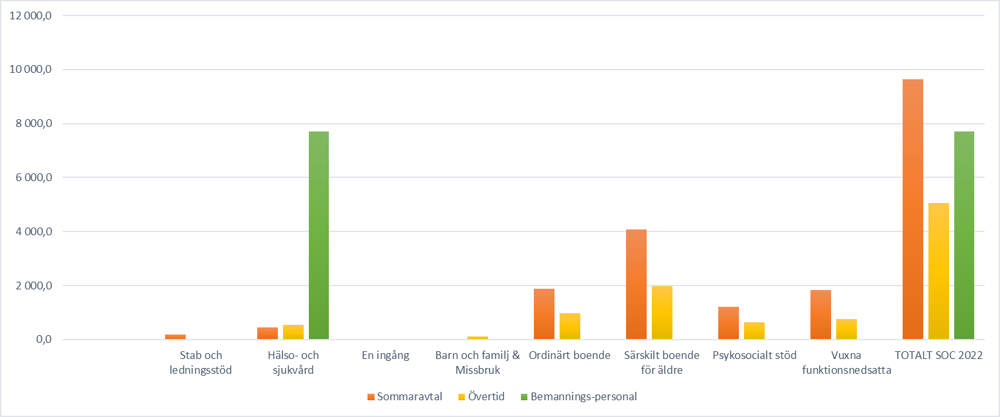 12 000,0
10 000,0
8 000,0
6 000,0
4 000,0
2 000,0
0,0
Stab och
ledningsstöd
Hälso- och
sjukvård
En ingång
Barn och familj &
Missbruk
Ordinärt boende
Särskilt boende
för äldre
Psykosocialt stöd
Vuxna
funktionsnedsatta
TOTALT SOC 2022
Sommaravtal
Övertid
Bemannings-personal